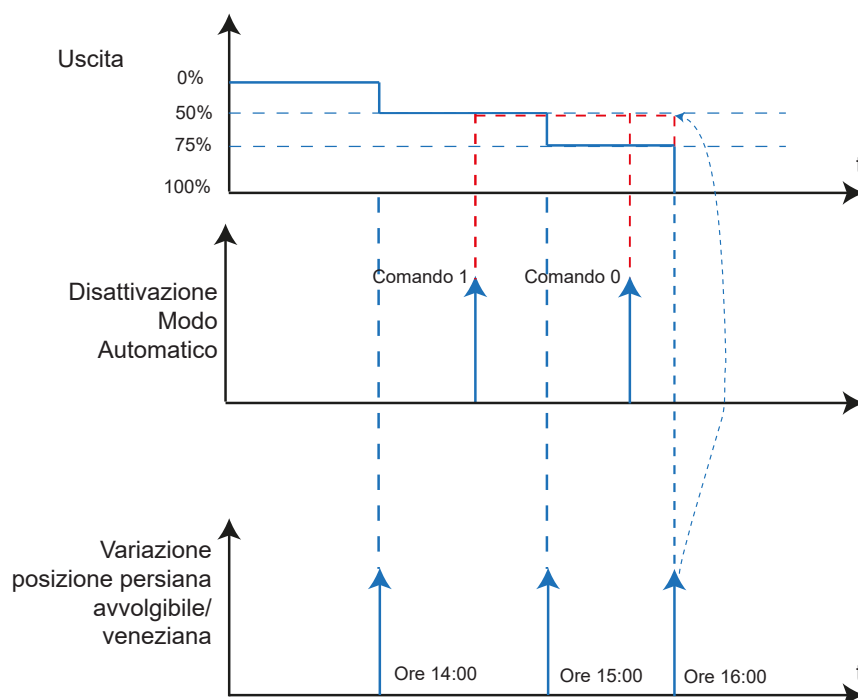 Uscita
0%
50%
75%
100%
t
Comando 1
Comando 0
Disattivazione
Modo
Automatico
Variazione
posizione persiana
avvolgibile/
veneziana
Ore 14:00
Ore 15:00
Ore 16:00
t